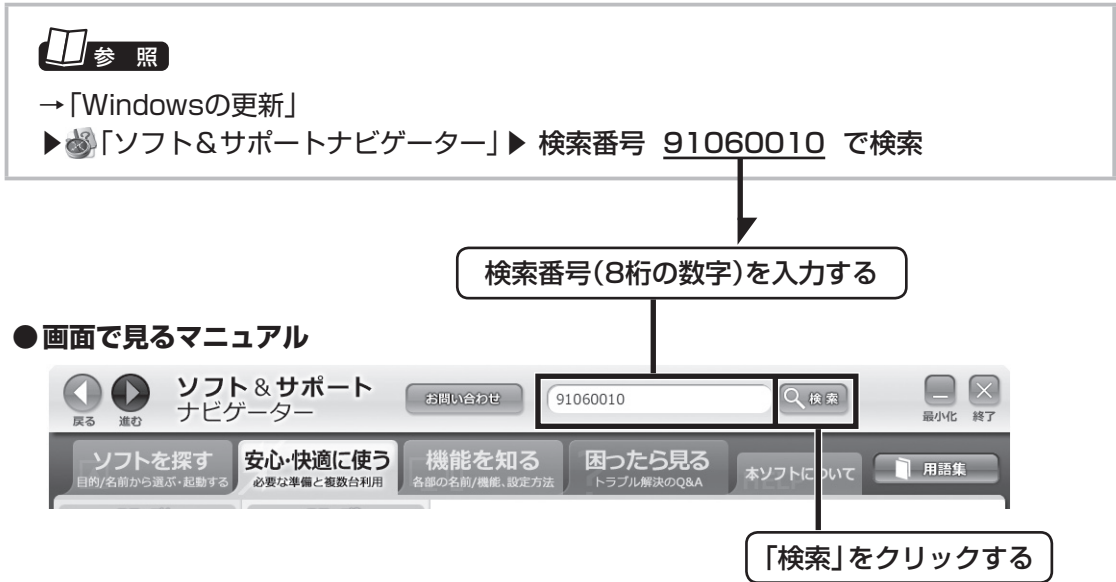 参 照
→「Windowsの更新」
▶「ソフト＆サポートナビゲーター」▶ 検索番号 91060010 で検索
検索番号（8桁の数字）を入力する
●画面で見るマニュアル
戻る 進む
ソフト＆サポート
ナビゲーター
お問い合わせ
91060010
検索
最小化 終了
ソフトを探す
目的/名前から選ぶ・起動する
安心・快適に使う
必要な準備と複数台利用
機能を知る
各部の名前/機能、設定方法
困ったら見る
トラブル解決のQ&A
本ソフトについて
用語集
「検索」をクリックする